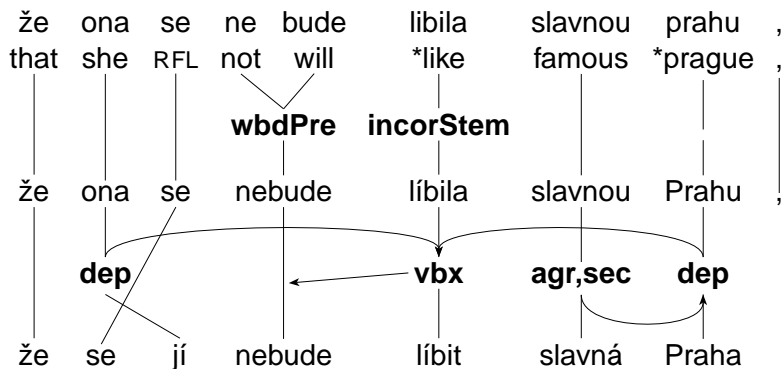 že ona se ne bude libila slavnou prahu ,
that she RFL not will *like famous *prague ,
wbdPre incorStem
že ona se nebude líbila slavnou Prahu ,
dep vbx agr,sec dep
že se jí nebude líbit slavná Praha